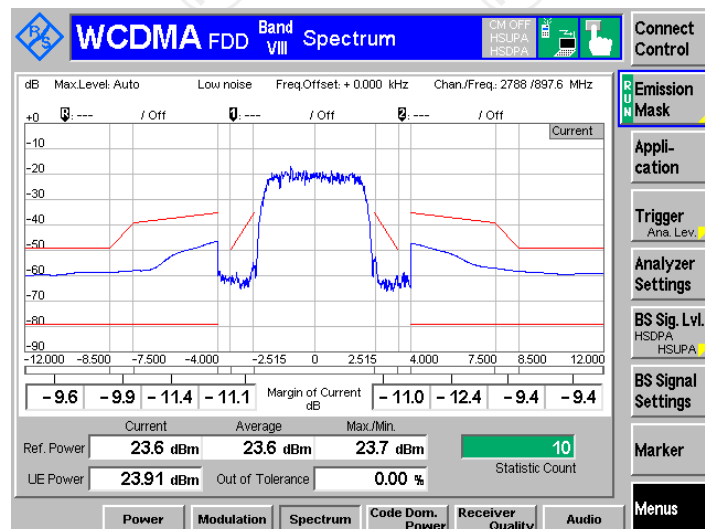 WCDMA FDD Band VIII Spectrum
CM OFF
HSUPA
HSDPA
Connect Control
dB Max.Level: Auto Low noise Freq.Offset: + 0.000 kHz Chan./Freq.: 2788 /897.6 MHz
R : --- / Off 1 : --- / Off 2 : --- / Off
Current
+0
-10
-20
-30
-40
-50
-60
-70
-80
-90
-12.000 -8.500 -7.500 -4.000 -2.515 0 2.515 4.000 7.500 8.500 12.000
-9.6 -9.9 -11.4 -11.1 Margin of Current dB -11.0 -12.4 -9.4 -9.4
Current Average Max./Min.
Ref. Power 23.6 dBm 23.6 dBm 23.7 dBm 10
Statistic Count
UE Power 23.91 dBm Out of Tolerance 0.00 %
RUN
Emission Mask
Appli-
cation
Trigger
Ana. Lev.
Analyzer Settings
BS Sig. Lvl.
HSDPA
HSUPA
BS Signal Settings
Marker
Menus
Power Modulation Spectrum Code Dom. Power Receiver Quality Audio
R&S